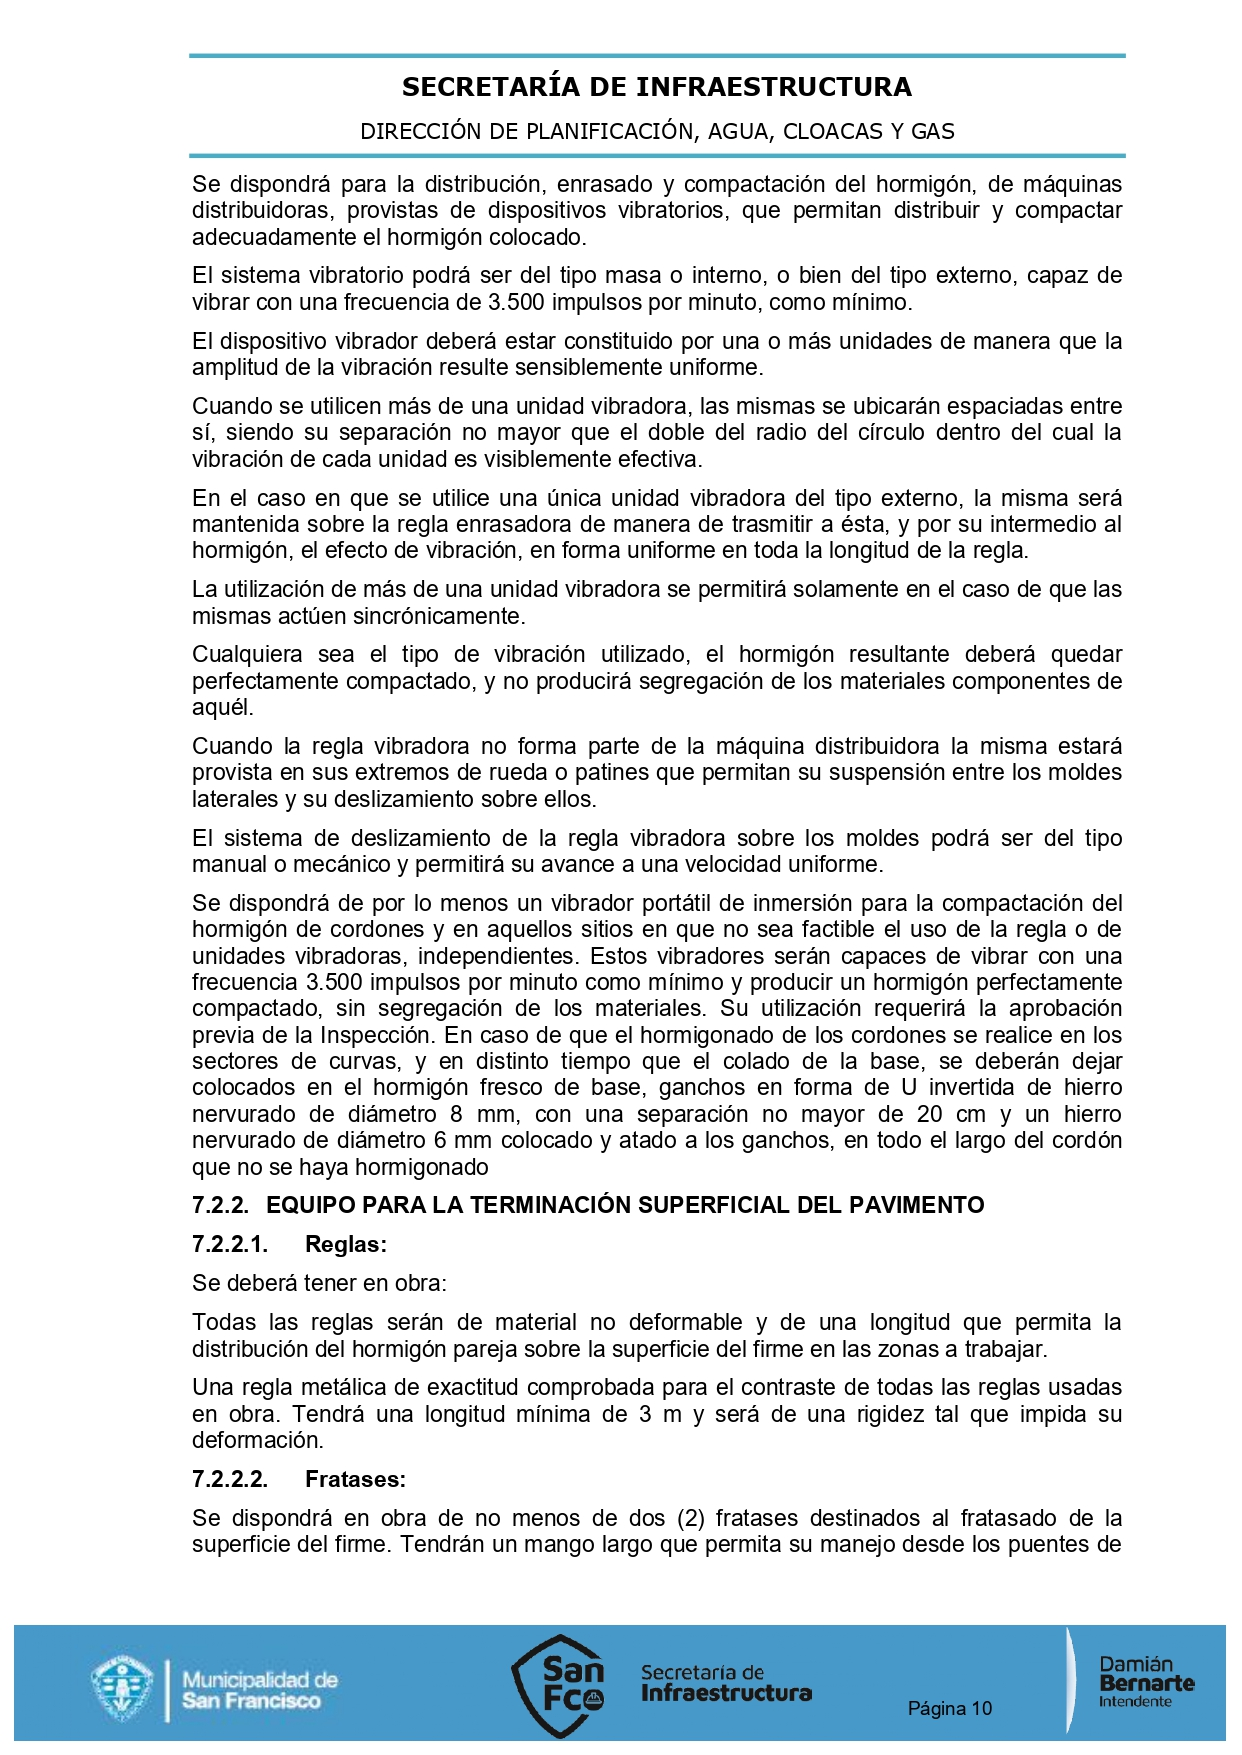 SECRETARÍA DE INFRAESTRUCTURA
DIRECCIÓN DE PLANIFICACIÓN, AGUA, CLOACAS Y GAS
Se dispondrá para la distribución, enrasado y compactación del hormigón, de máquinas
distribuidoras, provistas de dispositivos vibratorios, que permitan distribuir y compactar
adecuadamente el hormigón colocado.
El sistema vibratorio podrá ser del tipo masa o interno, o bien del tipo externo, capaz de
vibrar con una frecuencia de 3.500 impulsos por minuto, como mínimo.
El dispositivo vibrador deberá estar constituido por una o más unidades de manera que la
amplitud de la vibración resulte sensiblemente uniforme.
Cuando se utilicen más de una unidad vibradora, las mismas se ubicarán espaciadas entre
sí, siendo su separación no mayor que el doble del radio del círculo dentro del cual la
vibración de cada unidad es visiblemente efectiva.
En el caso en que se utilice una única unidad vibradora del tipo externo, la misma será
mantenida sobre la regla enrasadora de manera de trasmitir a ésta, y por su intermedio al
hormigón, el efecto de vibración, en forma uniforme en toda la longitud de la regla.
La utilización de más de una unidad vibradora se permitirá solamente en el caso de que las
mismas actúen sincrónicamente.
Cualquiera sea el tipo de vibración utilizado, el hormigón resultante deberá quedar
perfectamente compactado, y no producirá segregación de los materiales componentes de
aquél.
Cuando la regla vibradora no forma parte de la máquina distribuidora la misma estará
provista en sus extremos de rueda o patines que permitan su suspensión entre los moldes
laterales y su deslizamiento sobre ellos.
El sistema de deslizamiento de la regla vibradora sobre los moldes podrá ser del tipo
manual o mecánico y permitirá su avance a una velocidad uniforme.
Se dispondrá de por lo menos un vibrador portátil de inmersión para la compactación del
hormigón de cordones y en aquellos sitios en que no sea factible el uso de la regla o de
unidades vibradoras, independientes. Estos vibradores serán capaces de vibrar con una
frecuencia 3.500 impulsos por minuto como mínimo y producir un hormigón perfectamente
compactado, sin segregación de los materiales. Su utilización requerirá la aprobación
previa de la Inspección. En caso de que el hormigonado de los cordones se realice en los
sectores de curvas, y en distinto tiempo que el colado de la base, se deberán dejar
colocados en el hormigón fresco de base, ganchos en forma de U invertida de hierro
nervurado de diámetro 8 mm, con una separación no mayor de 20 cm y un hierro
nervurado de diámetro 6 mm colocado y atado a los ganchos, en todo el largo del cordón
que no se haya hormigonado
7.2.2. EQUIPO PARA LA TERMINACIÓN SUPERFICIAL DEL PAVIMENTO
7.2.2.1. Reglas:
Se deberá tener en obra:
Todas las reglas serán de material no deformable y de una longitud que permita la
distribución del hormigón pareja sobre la superficie del firme en las zonas a trabajar.
Una regla metálica de exactitud comprobada para el contraste de todas las reglas usadas
en obra. Tendrá una longitud mínima de 3 m y será de una rigidez tal que impida su
deformación.
7.2.2.2. Fratases:
Se dispondrá en obra de no menos de dos (2) fratases destinados al fratasado de la
superficie del firme. Tendrán un mango largo que permita su manejo desde los puentes de
Municipalidad de
San Francisco
San
Fco
Secretaría de
Infraestructura
Página 10
Damián
Bernarte
Intendente